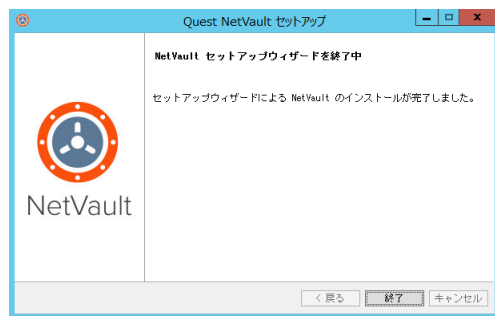 Quest NetVault セットアップ
NetVault セットアップウィザードを終了中
セットアップウィザードによる NetVault のインストールが完了しました。
NetVault
< 戻る
終了
キャンセル